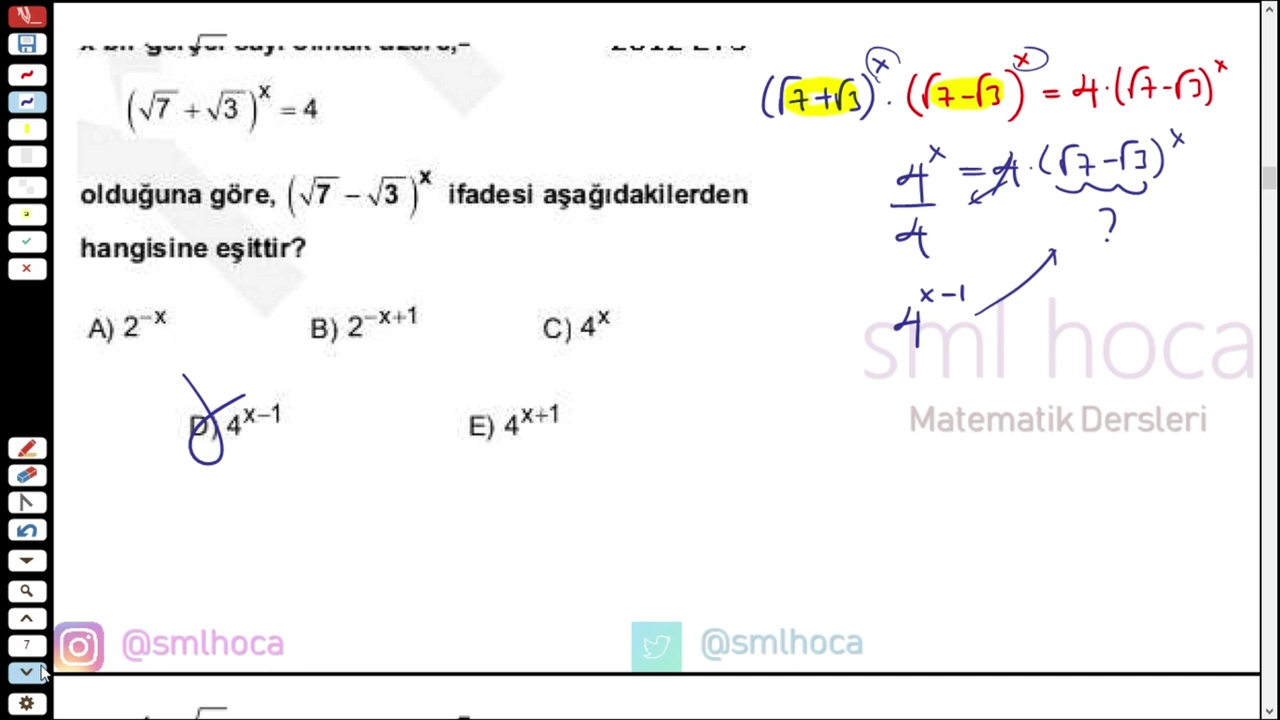 (√7 + √3)^x = 4
olduğuna göre, (√7 − √3)^x ifadesi aşağıdakilerden
hangisine eşittir?
A) 2^−x B) 2^−x+1 C) 4^x
D) 4^x−1 E) 4^x+1
(√7+√3)^x · (√7−√3)^x = 4·(√7−√3)^x
4^x = 4·(√7−√3)^x
4
?
4^x−1
sml hoca
Matematik Dersleri
@smlhoca @smlhoca
7